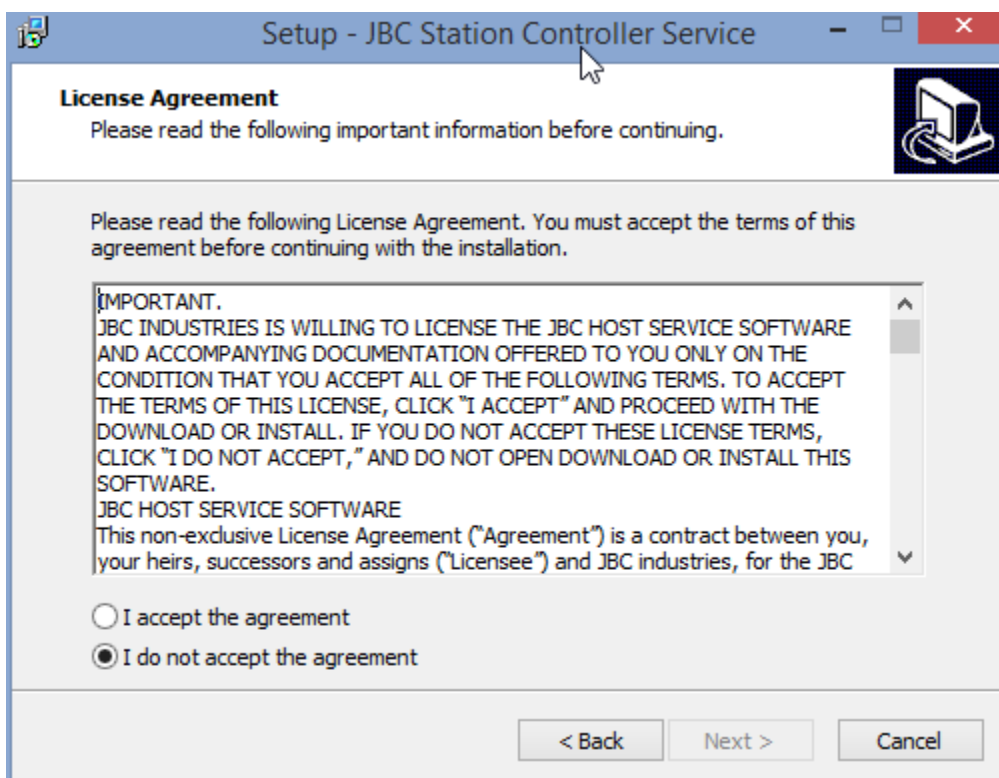 Setup - JBC Station Controller Service
License Agreement
Please read the following important information before continuing.
Please read the following License Agreement. You must accept the terms of this
agreement before continuing with the installation.
IMPORTANT.
JBC INDUSTRIES IS WILLING TO LICENSE THE JBC HOST SERVICE SOFTWARE
AND ACCOMPANYING DOCUMENTATION OFFERED TO YOU ONLY ON THE
CONDITION THAT YOU ACCEPT ALL OF THE FOLLOWING TERMS. TO ACCEPT
THE TERMS OF THIS LICENSE, CLICK “I ACCEPT” AND PROCEED WITH THE
DOWNLOAD OR INSTALL. IF YOU DO NOT ACCEPT THESE LICENSE TERMS,
CLICK “I DO NOT ACCEPT,” AND DO NOT OPEN DOWNLOAD OR INSTALL THIS
SOFTWARE.
JBC HOST SERVICE SOFTWARE
This non-exclusive License Agreement (“Agreement”) is a contract between you,
your heirs, successors and assigns (“Licensee”) and JBC industries, for the JBC
I accept the agreement
I do not accept the agreement
< Back Next > Cancel